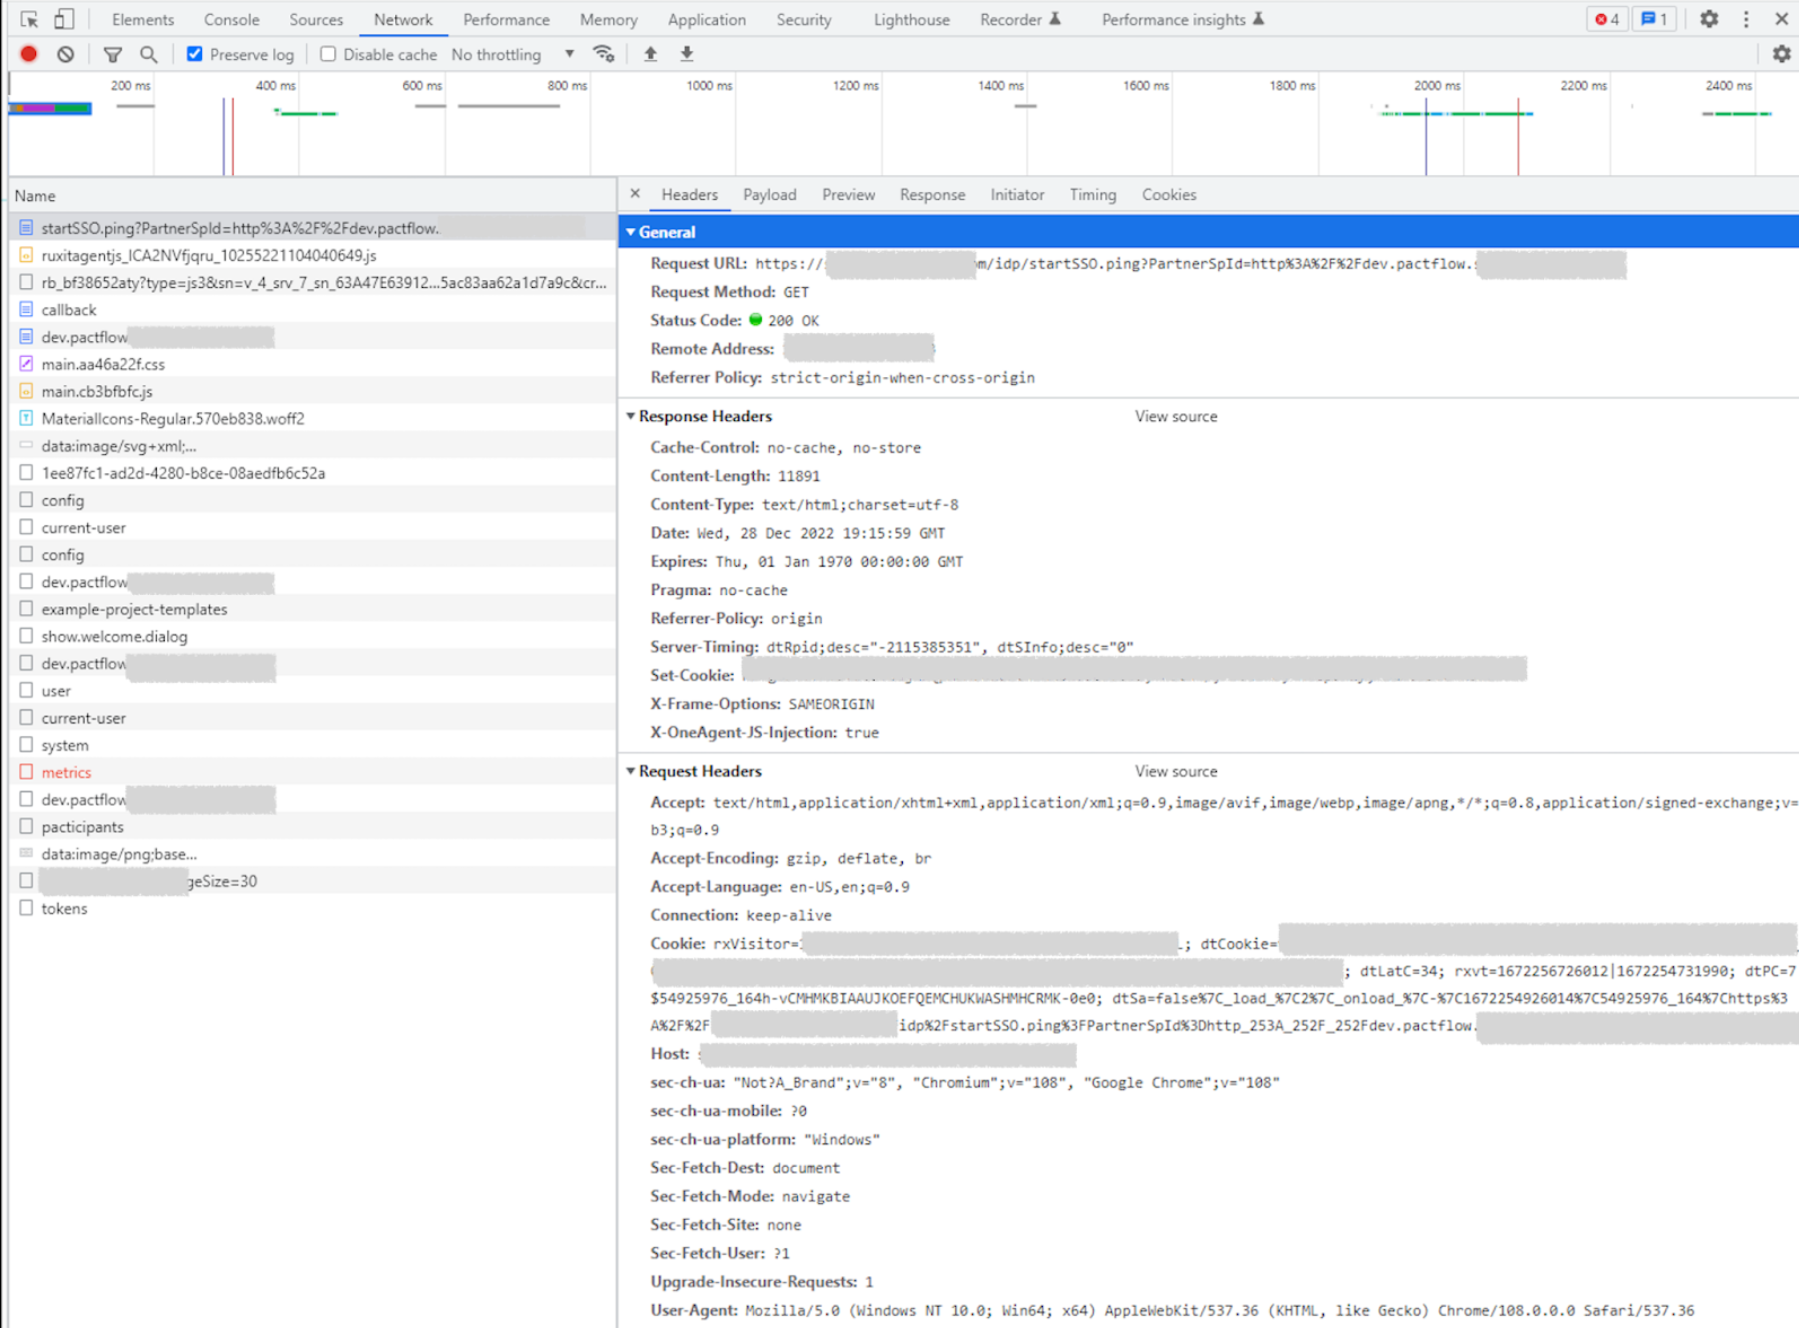 Elements Console Sources Network Performance Memory Application Security Lighthouse Recorder Performance insights 4 1
Preserve log Disable cache No throttling
200 ms 400 ms 600 ms 800 ms 1000 ms 1200 ms 1400 ms 1600 ms 1800 ms 2000 ms 2200 ms 2400 ms
Name
startSSO.ping?PartnerSpId=http%3A%2F%2Fdev.pactflow.
ruxitagentjs_ICA2NVfjqru_10255221104040649.js
rb_bf38652aty?type=js3&sn=v_4_srv_7_sn_63A47E63912...5ac83aa62a1d7a9c&cr...
callback
dev.pactflow
main.aa46a22f.css
main.cb3bfbfc.js
MaterialIcons-Regular.570eb838.woff2
data:image/svg+xml;...
1ee87fc1-ad2d-4280-b8ce-08aedfb6c52a
config
current-user
config
dev.pactflow
example-project-templates
show.welcome.dialog
dev.pactflow
user
current-user
system
metrics
dev.pactflow
pacticipants
data:image/png;base...
geSize=30
tokens
Headers Payload Preview Response Initiator Timing Cookies
General
Request URL: https:// m/idp/startSSO.ping?PartnerSpId=http%3A%2F%2Fdev.pactflow.
Request Method: GET
Status Code: 200 OK
Remote Address:
Referrer Policy: strict-origin-when-cross-origin
Response Headers View source
Cache-Control: no-cache, no-store
Content-Length: 11891
Content-Type: text/html;charset=utf-8
Date: Wed, 28 Dec 2022 19:15:59 GMT
Expires: Thu, 01 Jan 1970 00:00:00 GMT
Pragma: no-cache
Referrer-Policy: origin
Server-Timing: dtRpid;desc="-2115385351", dtSInfo;desc="0"
Set-Cookie:
X-Frame-Options: SAMEORIGIN
X-OneAgent-JS-Injection: true
Request Headers View source
Accept: text/html,application/xhtml+xml,application/xml;q=0.9,image/avif,image/webp,image/apng,*/*;q=0.8,application/signed-exchange;v=
b3;q=0.9
Accept-Encoding: gzip, deflate, br
Accept-Language: en-US,en;q=0.9
Connection: keep-alive
Cookie: rxVisitor= ; dtCookie=
; dtLatC=34; rxvt=1672256726012|1672254731990; dtPC=7
$54925976_164h-vCMHMKBIAAUJKOEFQEMCHUKWASHMHCRMK-0e0; dtSa=false%7C_load_%7C2%7C_onload_%7C-%7C1672254926014%7C54925976_164%7Chttps%3
A%2F%2F idp%2FstartSSO.ping%3FPartnerSpId%3Dhttp_253A_252F_252Fdev.pactflow.
Host:
sec-ch-ua: "Not?A_Brand";v="8", "Chromium";v="108", "Google Chrome";v="108"
sec-ch-ua-mobile: ?0
sec-ch-ua-platform: "Windows"
Sec-Fetch-Dest: document
Sec-Fetch-Mode: navigate
Sec-Fetch-Site: none
Sec-Fetch-User: ?1
Upgrade-Insecure-Requests: 1
User-Agent: Mozilla/5.0 (Windows NT 10.0; Win64; x64) AppleWebKit/537.36 (KHTML, like Gecko) Chrome/108.0.0.0 Safari/537.36